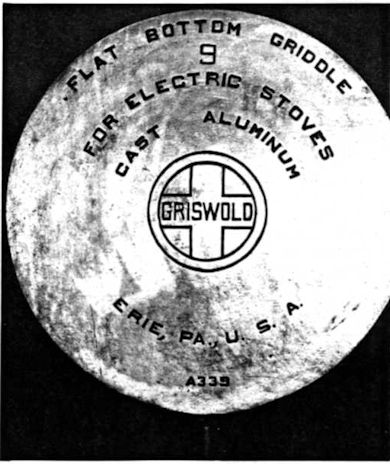 FLAT BOTTOM GRIDDLE
9
FOR ELECTRIC STOVES
CAST ALUMINUM
GRISWOLD
ERIE, PA., U. S. A.
A339